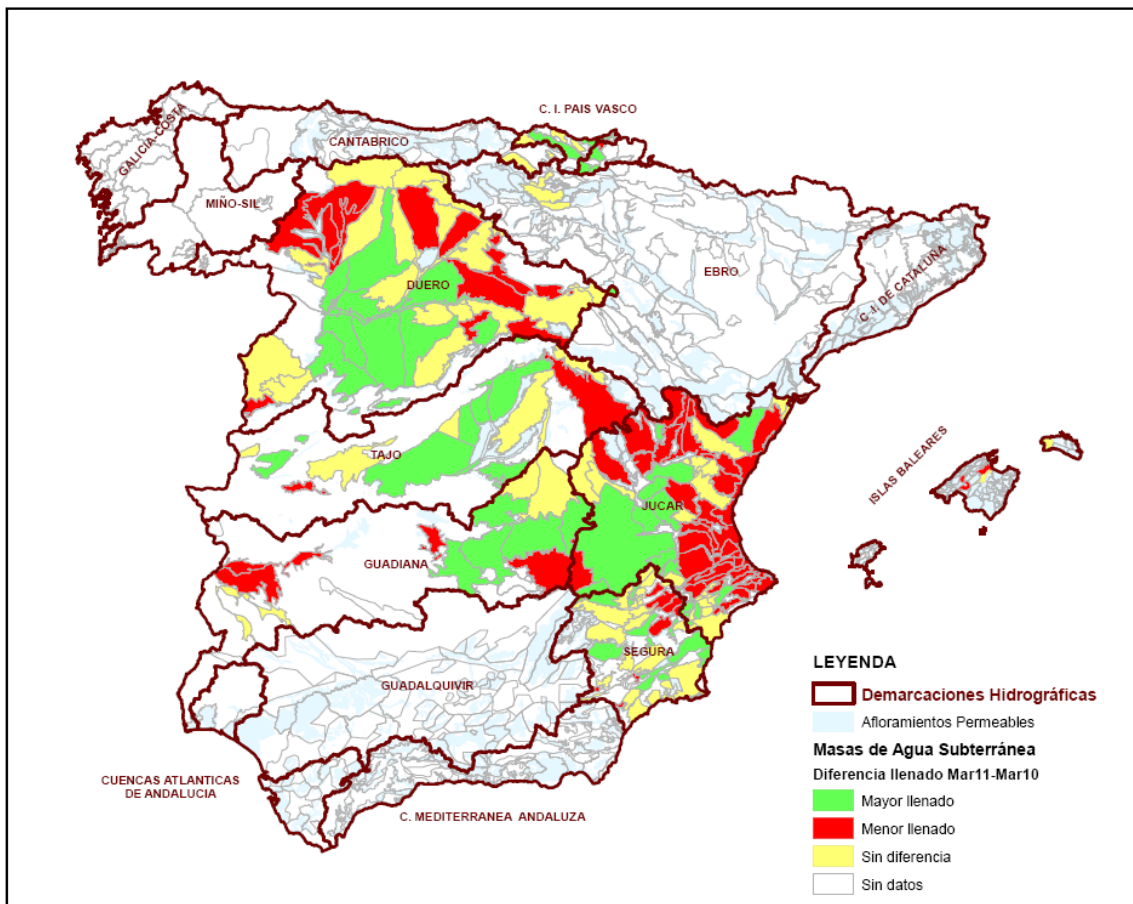 C. I. PAIS VASCO
GALICIA-COSTA
CANTABRICO
MIÑO-SIL
EBRO
C. I. DE CATALUÑA
DUERO
TAJO
ISLAS BALEARES
JUCAR
GUADIANA
SEGURA
GUADALQUIVIR
CUENCAS ATLANTICAS
DE ANDALUCIA
C. MEDITERRANEA ANDALUZA
LEYENDA
Demarcaciones Hidrográficas
Afloramientos Permeables
Masas de Agua Subterránea
Diferencia llenado Mar11-Mar10
Mayor llenado
Menor llenado
Sin diferencia
Sin datos